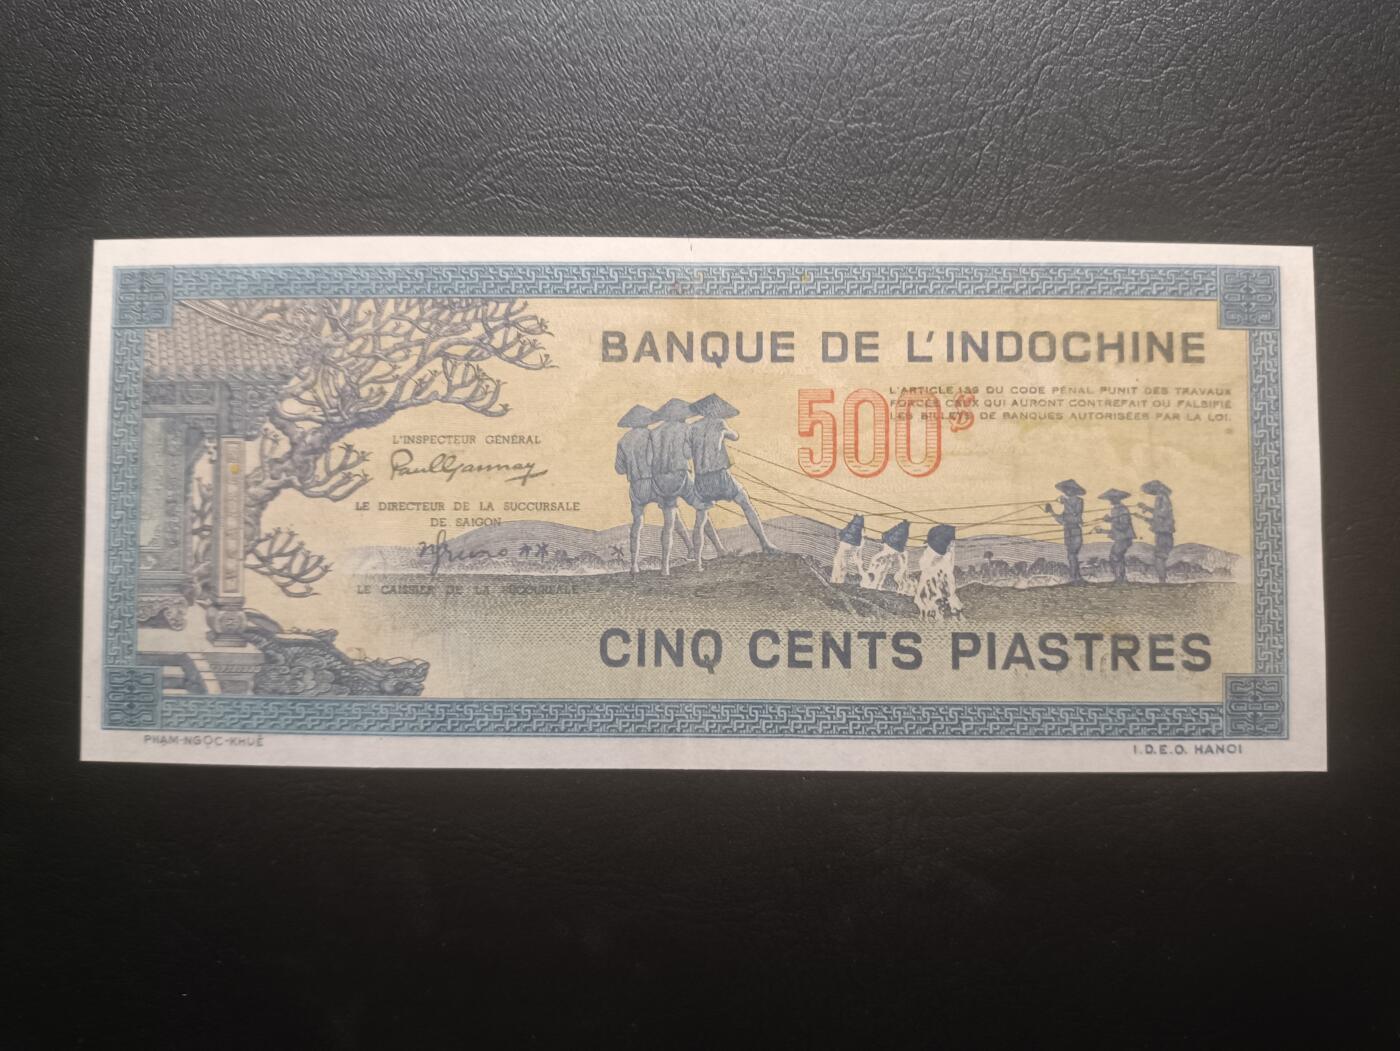 BANQUE DE L'INDOCHINE
500$
L'ARTICLE 139 DU CODE PÉNAL PUNIT DES TRAVAUX
FORCÉS CEUX QUI AURONT CONTREFAIT OU FALSIFIÉ
LES BILLETS DE BANQUES AUTORISÉES PAR LA LOI.
L'INSPECTEUR GÉNÉRAL
Paul Gannay
LE DIRECTEUR DE LA SUCCURSALE
DE SAIGON
LE CAISSIER DE LA SUCCURSALE
CINQ CENTS PIASTRES
PHAM-NGOC-KHUÊ
I.D.E.O. HANOI